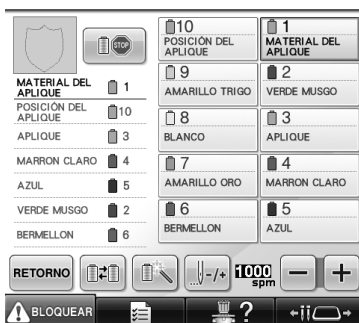 STOP
MATERIAL DEL
APLIQUE
1
POSICIÓN DEL
APLIQUE
10
APLIQUE 3
MARRON CLARO 4
AZUL 5
VERDE MUSGO 2
BERMELLON 6
10
POSICIÓN DEL
APLIQUE
1
MATERIAL DEL
APLIQUE
9
AMARILLO TRIGO
2
VERDE MUSGO
8
BLANCO
3
APLIQUE
7
AMARILLO ORO
4
MARRON CLARO
6
BERMELLON
5
AZUL
RETORNO
-/+
1000
spm
- +
BLOQUEAR
?